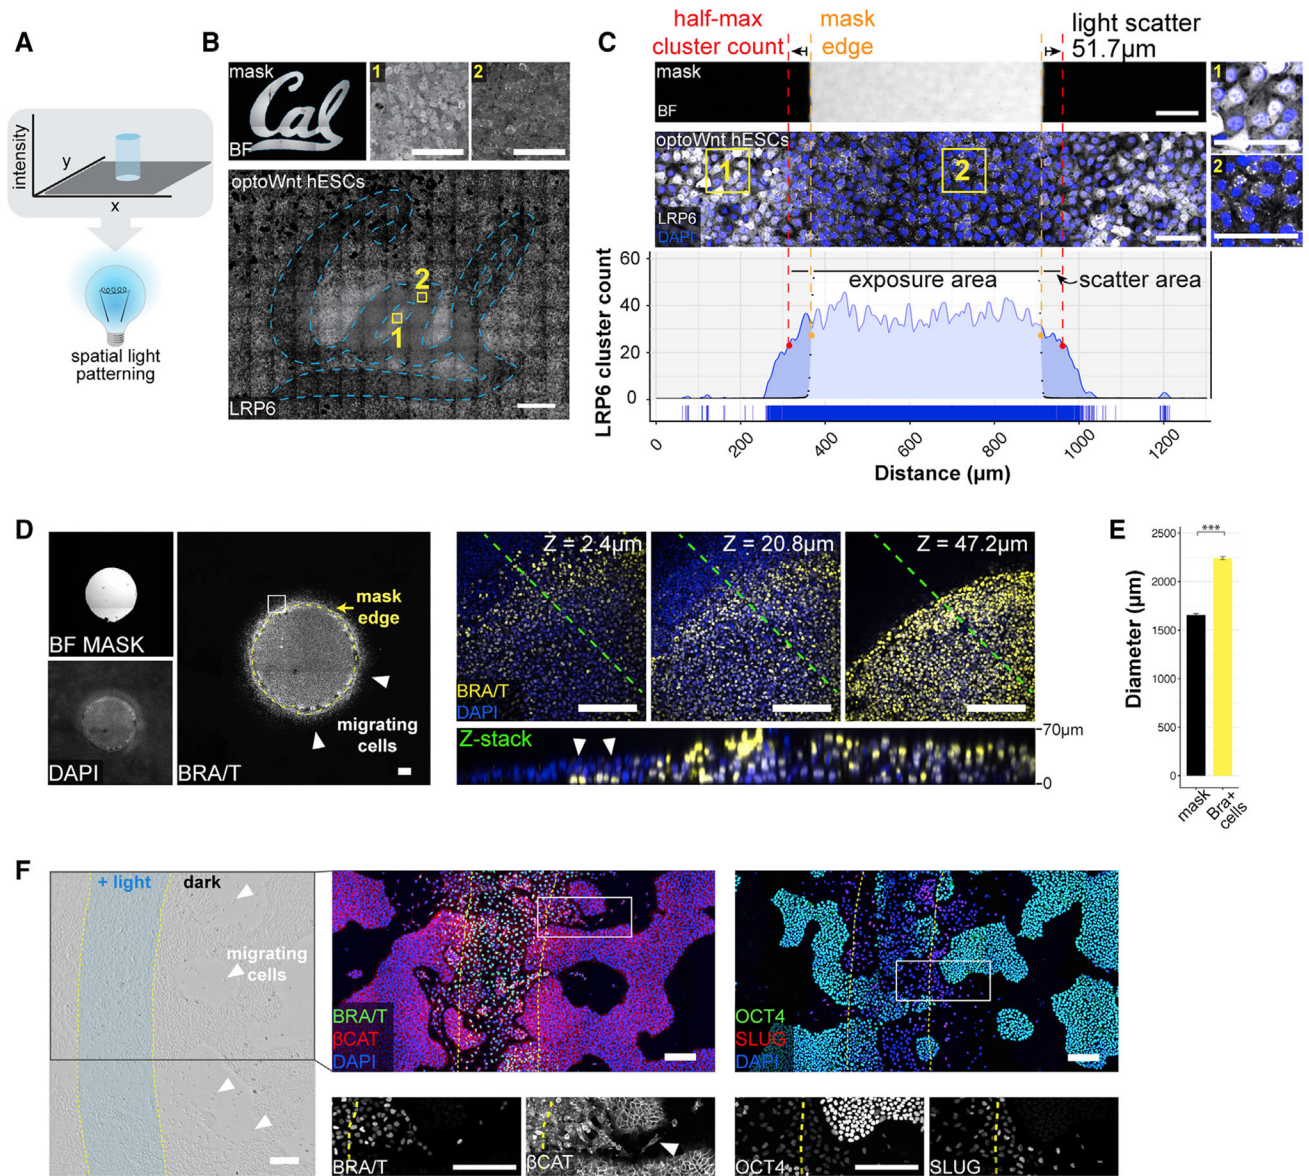 A
intensity
y
x
spatial light
patterning
B
mask
Cal
BF
1
2
optoWnt hESCs
2
1
LRP6
C
half-max
cluster count
mask
edge
light scatter
51.7µm
mask
BF
1
optoWnt hESCs
1
2
LRP6
DAPI
2
LRP6 cluster count
60
40
20
0
exposure area
scatter area
0
200
400
600
800
1000
1200
Distance (µm)
D
BF MASK
DAPI
mask
edge
migrating
cells
BRA/T
Z = 2.4µm
Z = 20.8µm
Z = 47.2µm
BRA/T
DAPI
Z-stack
70µm
0
E
***
Diameter (µm)
2500
2000
1500
1000
500
0
mask
Bra+
cells
F
+ light
dark
migrating
cells
BRA/T
βCAT
DAPI
OCT4
SLUG
DAPI
BRA/T
βCAT
OCT4
SLUG